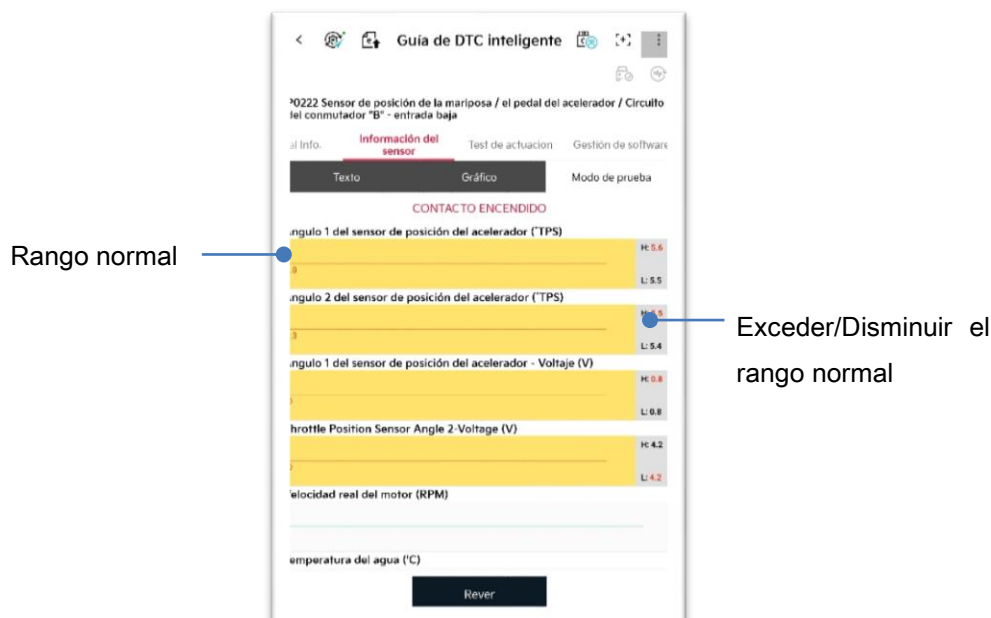 Guía de DTC inteligente
P0222 Sensor de posición de la mariposa / el pedal del acelerador / Circuito
del conmutador "B" - entrada baja
al Info.
Información del
sensor
Test de actuacion
Gestión de software
Texto
Gráfico
Modo de prueba
CONTACTO ENCENDIDO
ngulo 1 del sensor de posición del acelerador (˚TPS)
H: 5.6
L: 5.5
ngulo 2 del sensor de posición del acelerador (˚TPS)
L: 5.4
ngulo 1 del sensor de posición del acelerador - Voltaje (V)
H: 0.8
L: 0.8
hrottle Position Sensor Angle 2-Voltage (V)
H: 4.2
L: 4.2
elocidad real del motor (RPM)
emperatura del agua ('C)
Rever
Rango normal
Exceder/Disminuir el
rango normal